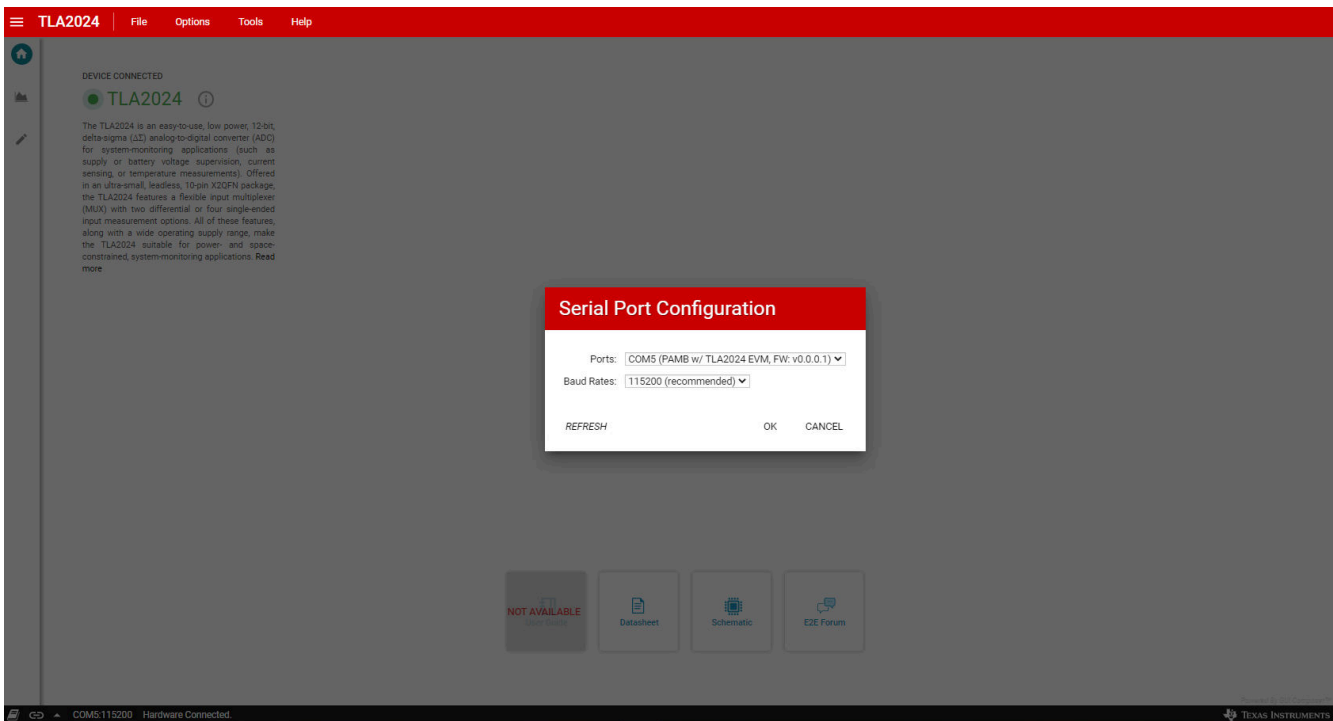 TLA2024
File
Options
Tools
Help
DEVICE CONNECTED
TLA2024
The TLA2024 is an easy-to-use, low power, 12-bit,
delta-sigma (ΔΣ) analog-to-digital converter (ADC)
for system-monitoring applications (such as
supply or battery voltage supervision, current
sensing, or temperature measurements). Offered
in an ultra-small, leadless, 10-pin X2QFN package,
the TLA2024 features a flexible input multiplexer
(MUX) with two differential or four single-ended
input measurement options. All of these features,
along with a wide operating supply range, make
the TLA2024 suitable for power- and space-
constrained, system-monitoring applications. Read
more
Serial Port Configuration
Ports: COM5 (PAMB w/ TLA2024 EVM, FW: v0.0.0.1)
Baud Rates: 115200 (recommended)
REFRESH
OK
CANCEL
NOT AVAILABLE
User Guide
Datasheet
Schematic
E2E Forum
COM5:115200
Hardware Connected.
TEXAS INSTRUMENTS